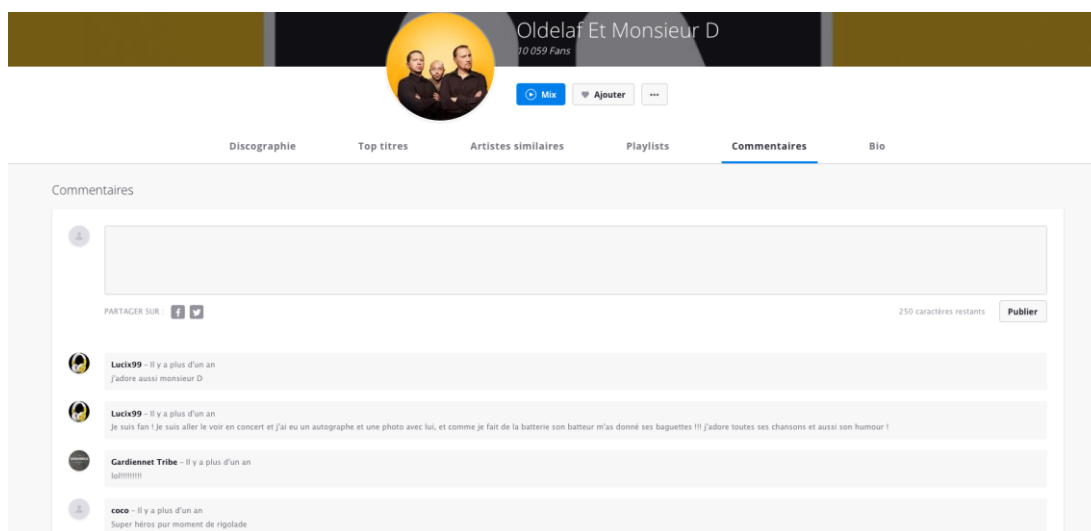 Oldelaf Et Monsieur D
10 059 Fans
Mix
Ajouter
Discographie
Top titres
Artistes similaires
Playlists
Commentaires
Bio
Commentaires
PARTAGER SUR :
250 caractères restants
Publier
Lucix99 – Il y a plus d'un an
j'adore aussi monsieur D
Lucix99 – Il y a plus d'un an
Je suis fan ! Je suis aller le voir en concert et j'ai eu un autographe et une photo avec lui, et comme je fait de la batterie son batteur m'as donné ses baguettes !!! j'adore toutes ses chansons et aussi son humour !
Gardiennet Tribe – Il y a plus d'un an
lol!!!!!!!!!
coco – Il y a plus d'un an
Super héros pur moment de rigolade